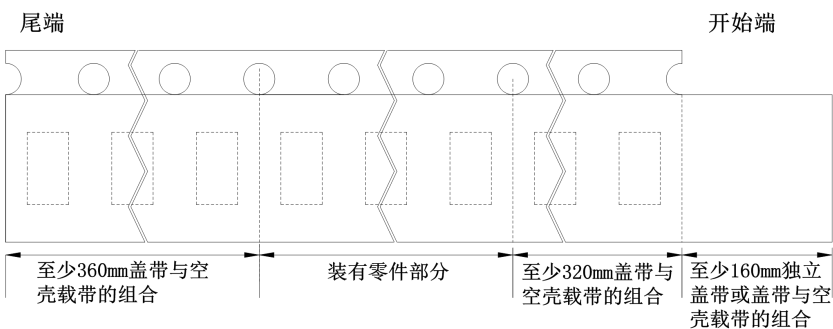 尾端
开始端
至少360mm盖带与空
壳载带的组合
装有零件部分
至少320mm盖带与
空壳载带的组合
至少160mm独立
盖带或盖带与空
壳载带的组合